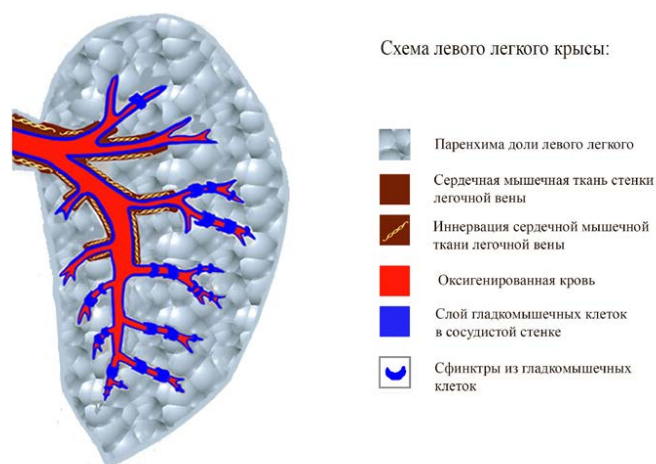 Схема левого легкого крысы:
Паренхима доли левого легкого
Сердечная мышечная ткань стенки
легочной вены
Иннервация сердечной мышечной
ткани легочной вены
Оксигенированная кровь
Слой гладкомышечных клеток
в сосудистой стенке
Сфинктры из гладкомышечных
клеток